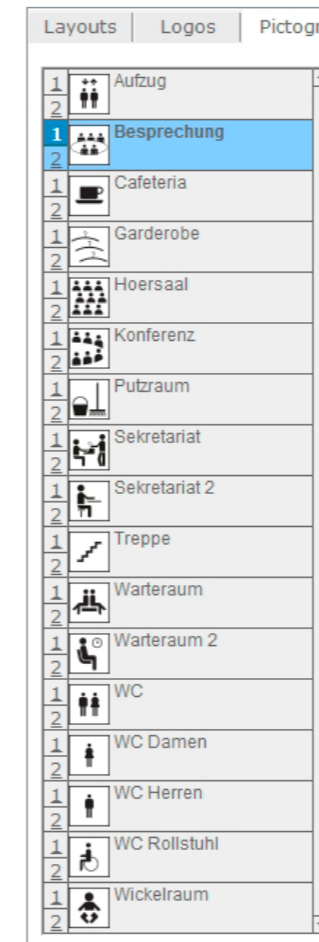 Layouts Logos Pictogr
1 Aufzug
2
1 Besprechung
2
1 Cafeteria
2
1 Garderobe
2
1 Hoersaal
2
1 Konferenz
2
1 Putzraum
2
1 Sekretariat
2
1 Sekretariat 2
2
1 Treppe
2
1 Warteraum
2
1 Warteraum 2
2
1 WC
2
1 WC Damen
2
1 WC Herren
2
1 WC Rollstuhl
2
1 Wickelraum
2